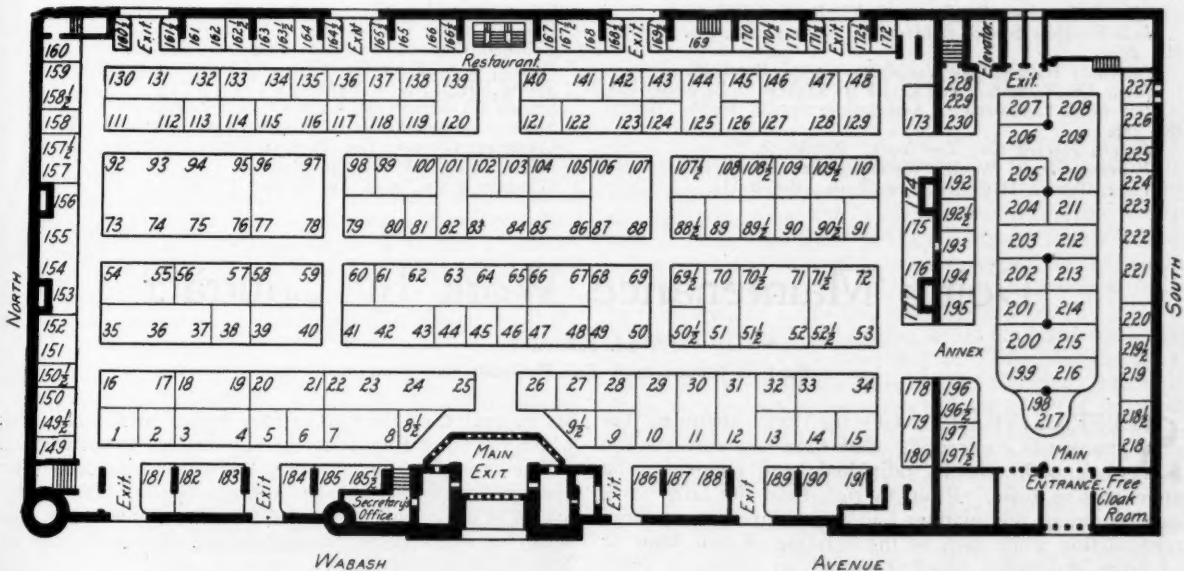 160½ Exit 161½ 161 162 162½ 163 163½ 164 164½ Exit 165½ 165 166 166½ 167 167½ 168 168½ Exit 169½ 169 170 170½ 171 171½ Exit 172½ 172
Restaurant. Elevator. Exit.
160
159
158½
158
157½
157
156
155
154
153
152
151
150½
150
149½
149
NORTH
130 131 132 133 134 135 136 137 138 139
111 112 113 114 115 116 117 118 119 120
140 141 142 143 144 145 146 147 148
121 122 123 124 125 126 127 128 129
92 93 94 95 96 97
73 74 75 76 77 78
98 99 100 101 102 103 104 105 106 107
79 80 81 82 83 84 85 86 87 88
107½ 108 108½ 109 109½ 110
88½ 89 89½ 90 90½ 91
54 55 56 57 58 59
35 36 37 38 39 40
60 61 62 63 64 65 66 67 68 69
41 42 43 44 45 46 47 48 49 50
69½ 70 70½ 71 71½ 72
50½ 51 51½ 52 52½ 53
16 17 18 19 20 21 22 23 24 25
1 2 3 4 5 6 7 8 8½
26 27 28 29 30 31 32 33 34
9½ 9 10 11 12 13 14 15
173
174
175
176
177
178
179
180
228
229
230
192
192½
193
194
195
ANNEX
196
196½
197
197½
207 208
206 209
205 210
204 211
203 212
202 213
201 214
200 215
199 216
198
217
227
226
225
224
223
222
221
220
219½
219
218½
218
SOUTH
MAIN
ENTRANCE. Free
Cloak
Room.
Exit 181 182 183 Exit 184 185 185½
Secretary's
Office.
MAIN
EXIT.
Exit. 186 187 188 Exit 189 190 191
WABASH AVENUE